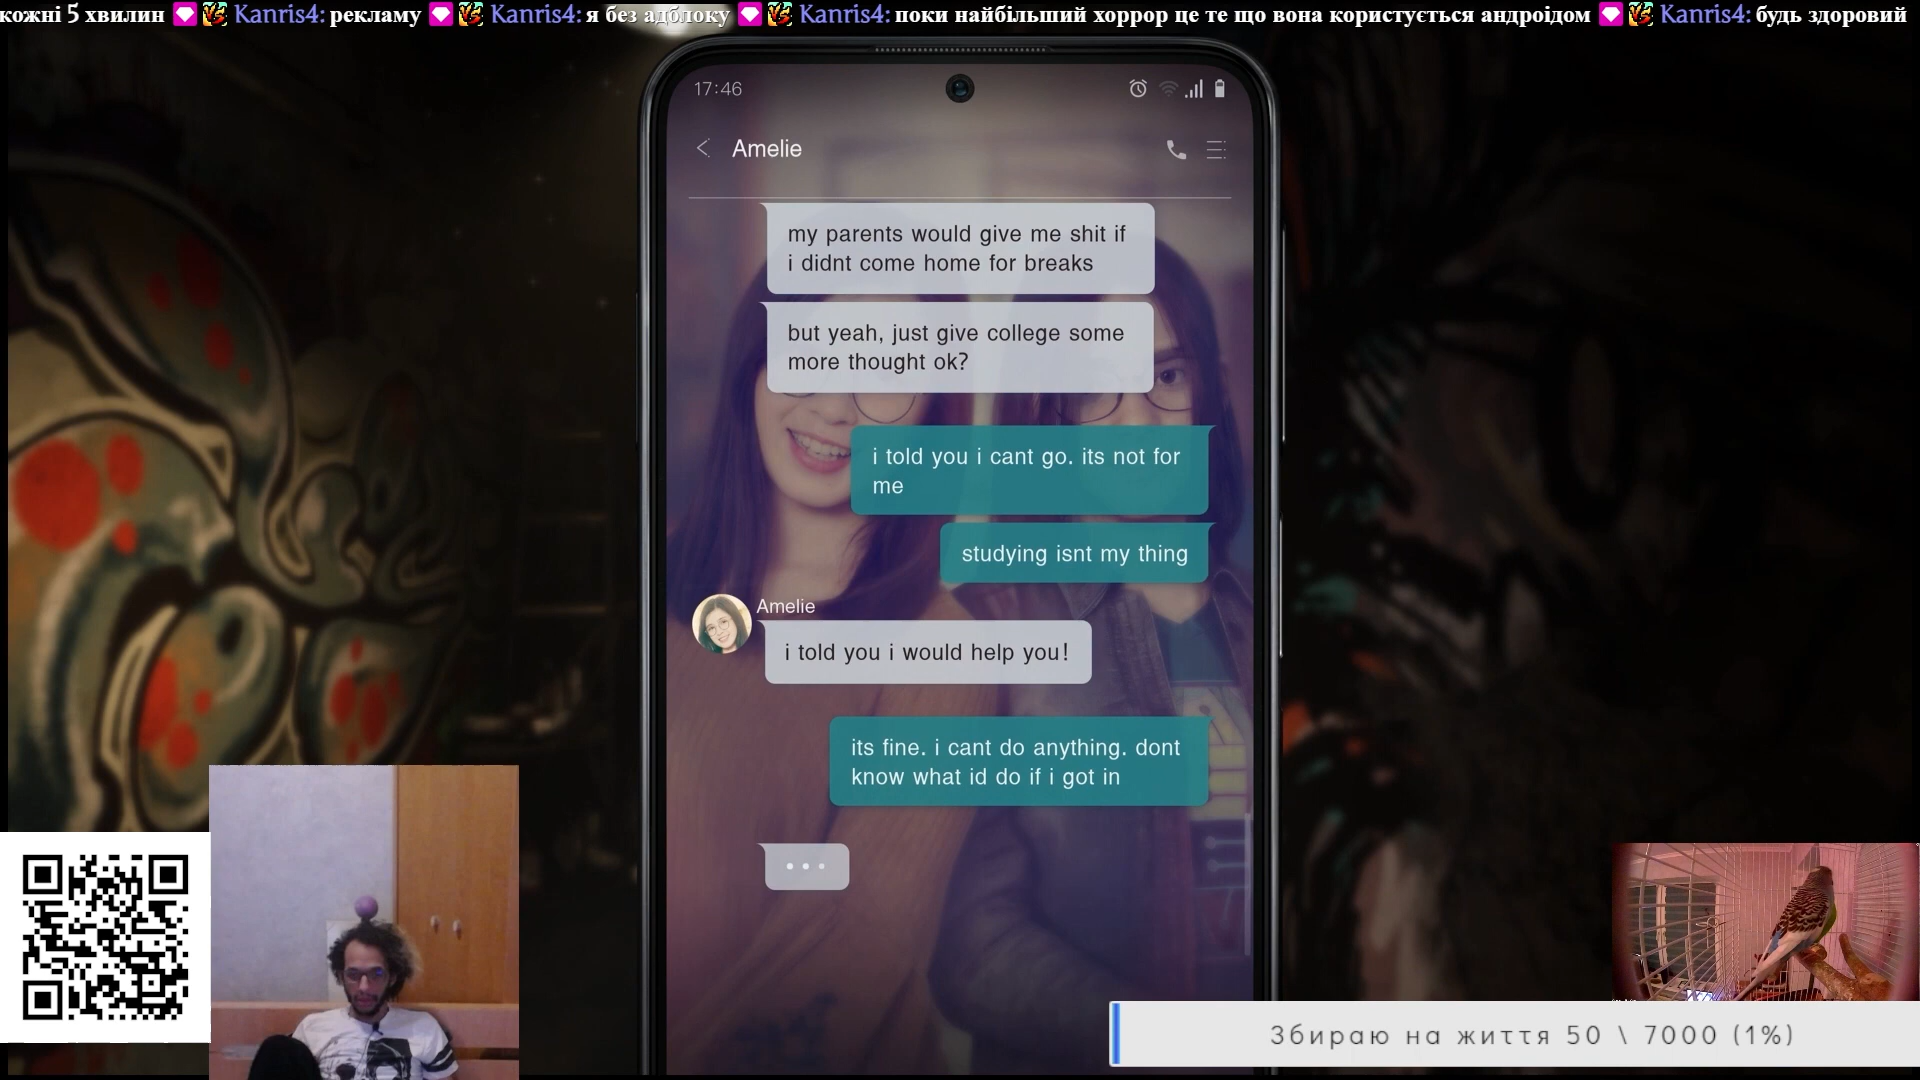 кожні 5 хвилин Kanris4: рекламу Kanris4: я без адблоку Kanris4: поки найбільший хоррор це те що вона користується андроїдом Kanris4: будь здоровий
17:46
Amelie
my parents would give me shit if
i didnt come home for breaks
but yeah, just give college some
more thought ok?
i told you i cant go. its not for
me
studying isnt my thing
Amelie
i told you i would help you!
its fine. i cant do anything. dont
know what id do if i got in
Збираю на життя 50 \ 7000 (1%)